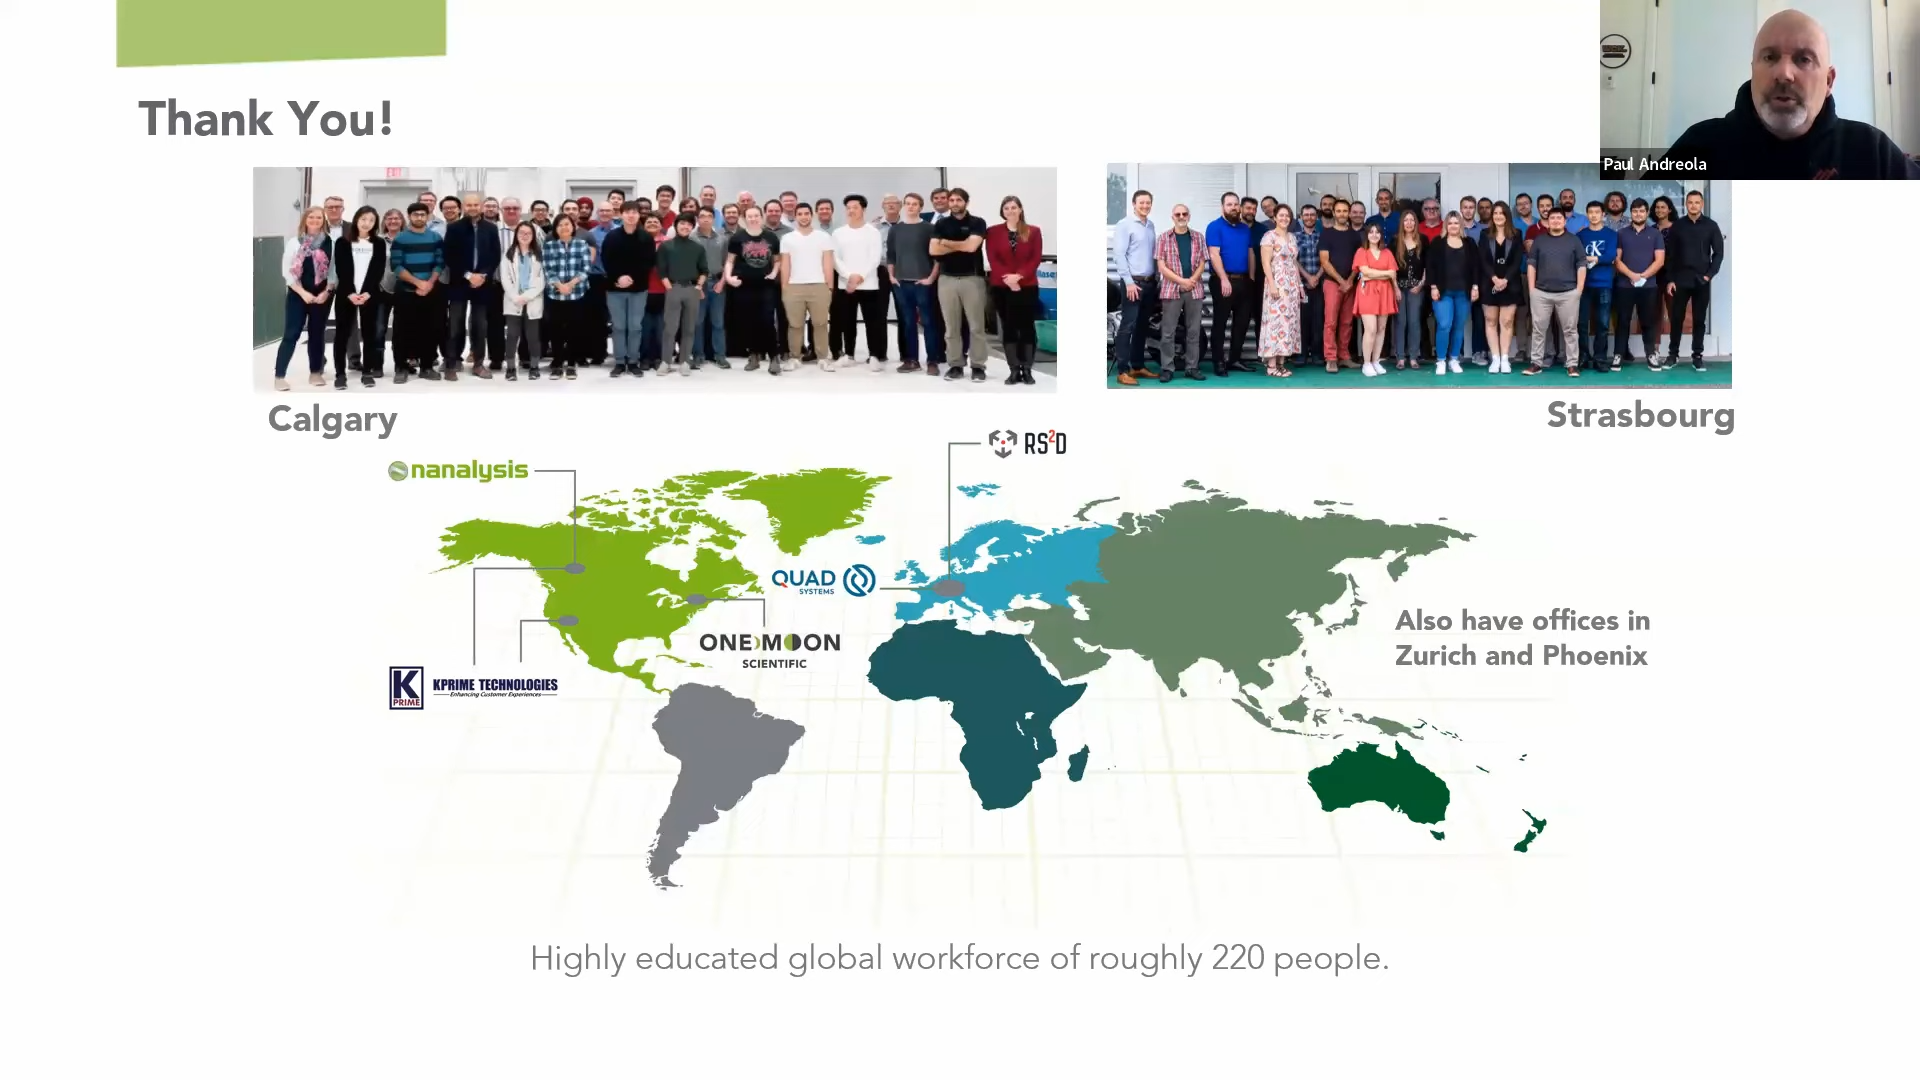 Thank You!
Paul Andreola
Calgary
Strasbourg
RS²D
nanalysis
QUAD
SYSTEMS
ONE MOON
SCIENTIFIC
Also have offices in
Zurich and Phoenix
K
PRIME
KPRIME TECHNOLOGIES
Enhancing Customer Experiences
Highly educated global workforce of roughly 220 people.